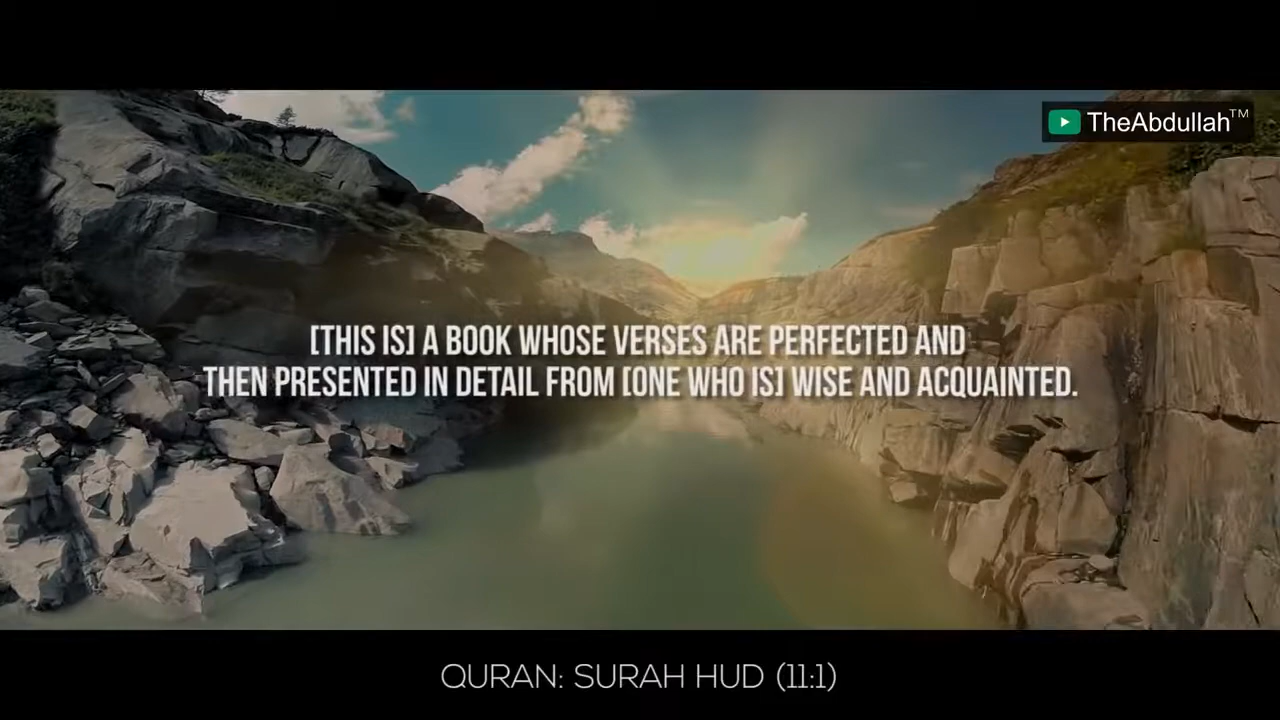 TheAbdullah™
[THIS IS] A BOOK WHOSE VERSES ARE PERFECTED AND
THEN PRESENTED IN DETAIL FROM [ONE WHO IS] WISE AND ACQUAINTED.
QURAN: SURAH HUD (11:1)